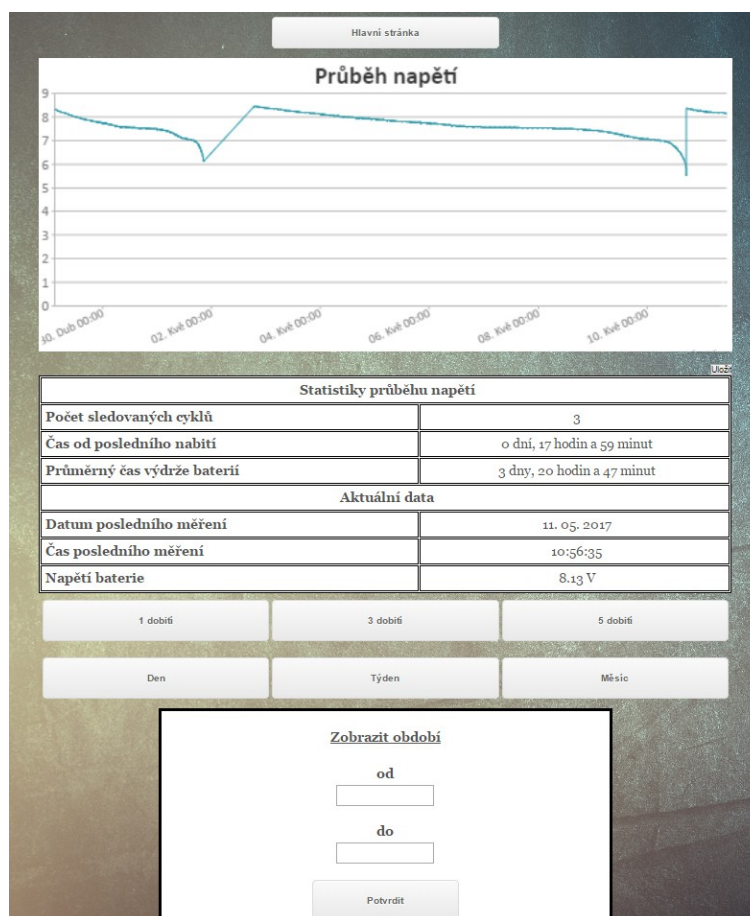 Hlavní stránka
Průběh napětí
9
8
7
6
5
4
3
2
1
0
30. Dub 00:00 02. Kvě 00:00 04. Kvě 00:00 06. Kvě 00:00 08. Kvě 00:00 10. Kvě 00:00
Uložit
Statistiky průběhu napětí
Počet sledovaných cyklů 3
Čas od posledního nabití 0 dní, 17 hodin a 59 minut
Průměrný čas výdrže baterií 3 dny, 20 hodin a 47 minut
Aktuální data
Datum posledního měření 11. 05. 2017
Čas posledního měření 10:56:35
Napětí baterie 8.13 V
1 dobití 3 dobití 5 dobití
Den Týden Měsíc
Zobrazit období
od
do
Potvrdit